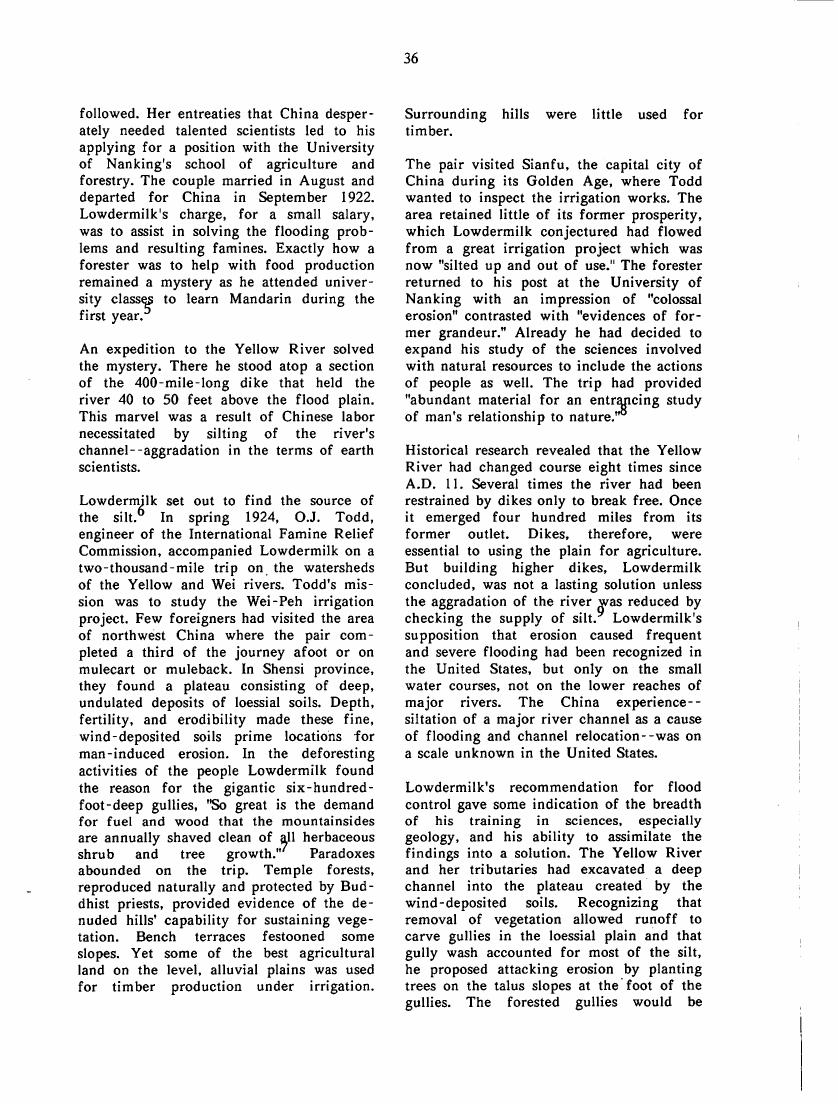 36
followed. Her entreaties that China desper-
ately needed talented scientists led to his
applying for a position with the University
of Nanking's school of agriculture and
forestry. The couple married in August and
departed for China in September 1922.
Lowdermilk's charge, for a small salary,
was to assist in solving the flooding prob-
lems and resulting famines. Exactly how a
forester was to help with food production
remained a mystery as he attended univer-
sity classes to learn Mandarin during the
first year.5
An expedition to the Yellow River solved
the mystery. There he stood atop a section
of the 400-mile-long dike that held the
river 40 to 50 feet above the flood plain.
This marvel was a result of Chinese labor
necessitated by silting of the river's
channel--aggradation in the terms of earth
scientists.
Lowdermilk set out to find the source of
the silt.6 In spring 1924, O.J. Todd,
engineer of the International Famine Relief
Commission, accompanied Lowdermilk on a
two-thousand-mile trip on the watersheds
of the Yellow and Wei rivers. Todd's mis-
sion was to study the Wei-Peh irrigation
project. Few foreigners had visited the area
of northwest China where the pair com-
pleted a third of the journey afoot or on
mulecart or muleback. In Shensi province,
they found a plateau consisting of deep,
undulated deposits of loessial soils. Depth,
fertility, and erodibility made these fine,
wind-deposited soils prime locations for
man-induced erosion. In the deforesting
activities of the people Lowdermilk found
the reason for the gigantic six-hundred-
foot-deep gullies, "So great is the demand
for fuel and wood that the mountainsides
are annually shaved clean of all herbaceous
shrub and tree growth."7 Paradoxes
abounded on the trip. Temple forests,
reproduced naturally and protected by Bud-
dhist priests, provided evidence of the de-
nuded hills' capability for sustaining vege-
tation. Bench terraces festooned some
slopes. Yet some of the best agricultural
land on the level, alluvial plains was used
for timber production under irrigation.
Surrounding hills were little used for
timber.
The pair visited Sianfu, the capital city of
China during its Golden Age, where Todd
wanted to inspect the irrigation works. The
area retained little of its former prosperity,
which Lowdermilk conjectured had flowed
from a great irrigation project which was
now "silted up and out of use." The forester
returned to his post at the University of
Nanking with an impression of "colossal
erosion" contrasted with "evidences of for-
mer grandeur." Already he had decided to
expand his study of the sciences involved
with natural resources to include the actions
of people as well. The trip had provided
"abundant material for an entrancing study
of man's relationship to nature."8
Historical research revealed that the Yellow
River had changed course eight times since
A.D. 11. Several times the river had been
restrained by dikes only to break free. Once
it emerged four hundred miles from its
former outlet. Dikes, therefore, were
essential to using the plain for agriculture.
But building higher dikes, Lowdermilk
concluded, was not a lasting solution unless
the aggradation of the river was reduced by
checking the supply of silt.9 Lowdermilk's
supposition that erosion caused frequent
and severe flooding had been recognized in
the United States, but only on the small
water courses, not on the lower reaches of
major rivers. The China experience--
siltation of a major river channel as a cause
of flooding and channel relocation--was on
a scale unknown in the United States.
Lowdermilk's recommendation for flood
control gave some indication of the breadth
of his training in sciences, especially
geology, and his ability to assimilate the
findings into a solution. The Yellow River
and her tributaries had excavated a deep
channel into the plateau created by the
wind-deposited soils. Recognizing that
removal of vegetation allowed runoff to
carve gullies in the loessial plain and that
gully wash accounted for most of the silt,
he proposed attacking erosion by planting
trees on the talus slopes at the foot of the
gullies. The forested gullies would be